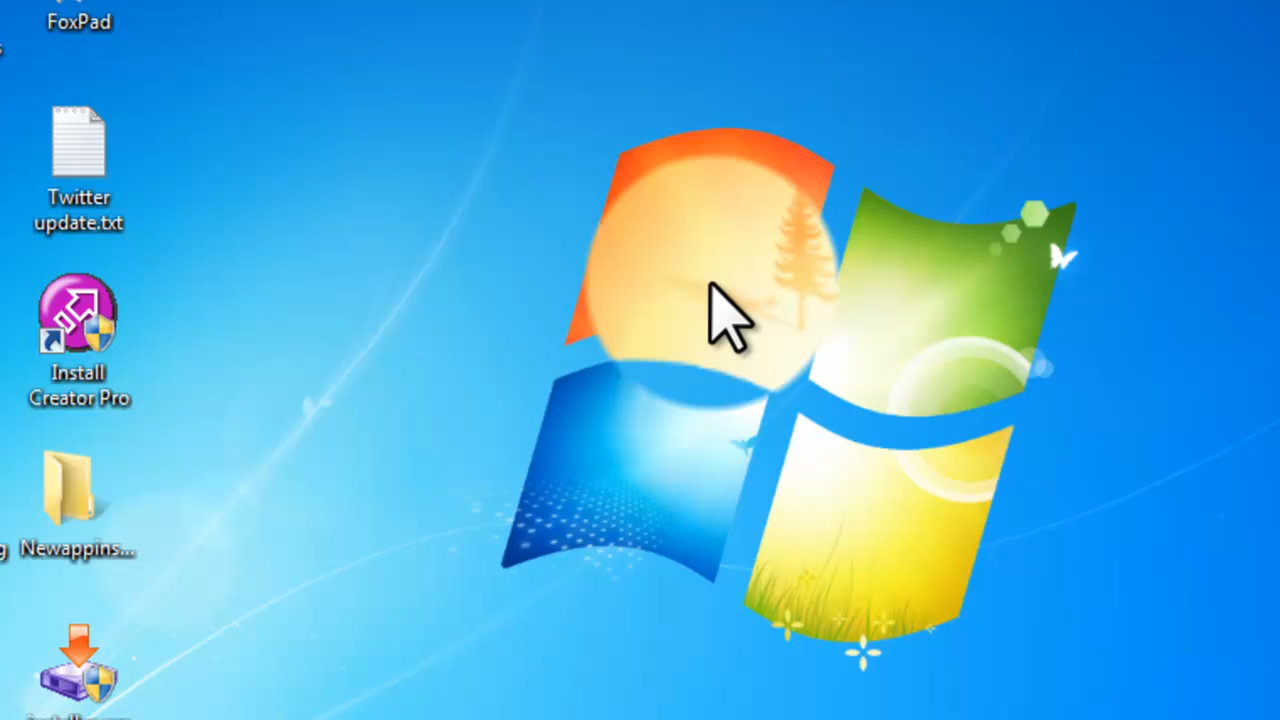 FoxPad
Twitter
update.txt
Install
Creator Pro
Newappins...